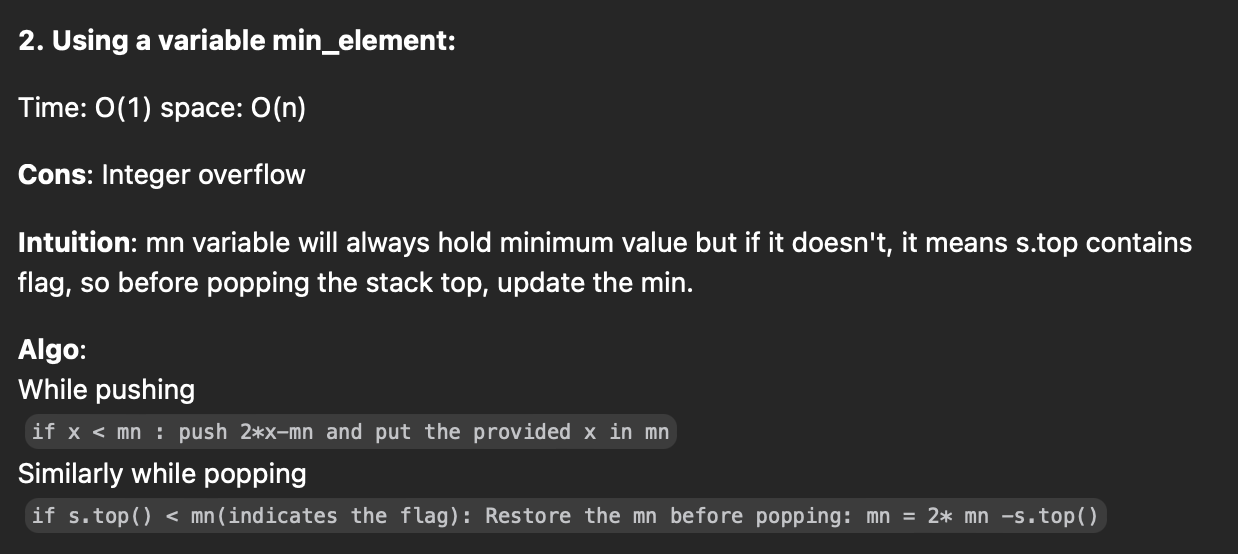 2. Using a variable min_element:
Time: O(1) space: O(n)
Cons: Integer overflow
Intuition: mn variable will always hold minimum value but if it doesn't, it means s.top contains
flag, so before popping the stack top, update the min.
Algo:
While pushing
if x < mn : push 2*x-mn and put the provided x in mn
Similarly while popping
if s.top() < mn(indicates the flag): Restore the mn before popping: mn = 2* mn -s.top()